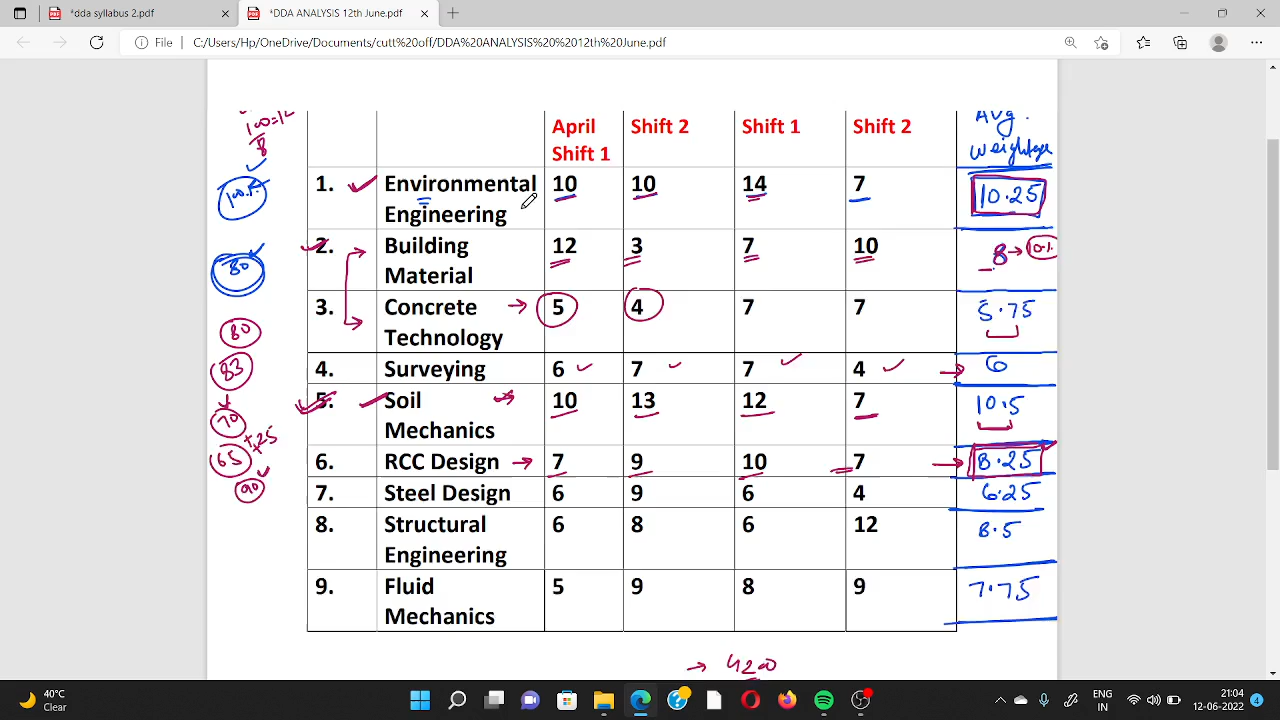 *dda syllabus 2.pdf
*DDA ANALYSIS 12th June.pdf
File C:/Users/Hp/OneDrive/Documents/cutt%20off/DDA%20ANALYSIS%20%2012th%20June.pdf
April Shift 2 Shift 1 Shift 2 Avg.
Shift 1 Weightage
1. Environmental 10 10 14 7 10.25
Engineering
2. Building 12 3 7 10 8 → 10%
Material
3. Concrete → 5 4 7 7 5.75
Technology
4. Surveying 6 7 7 4 → 6
5. Soil 10 13 12 7 10.5
Mechanics
6. RCC Design → 7 9 10 7 → 8.25
7. Steel Design 6 9 6 4 6.25
8. Structural 6 8 6 12 8.5
Engineering
9. Fluid 5 9 8 9 7.75
Mechanics
100%
80
80
83
70
65
+25
90
→ 4200
40°C
Clear
ENG
IN
21:04
12-06-2022
4